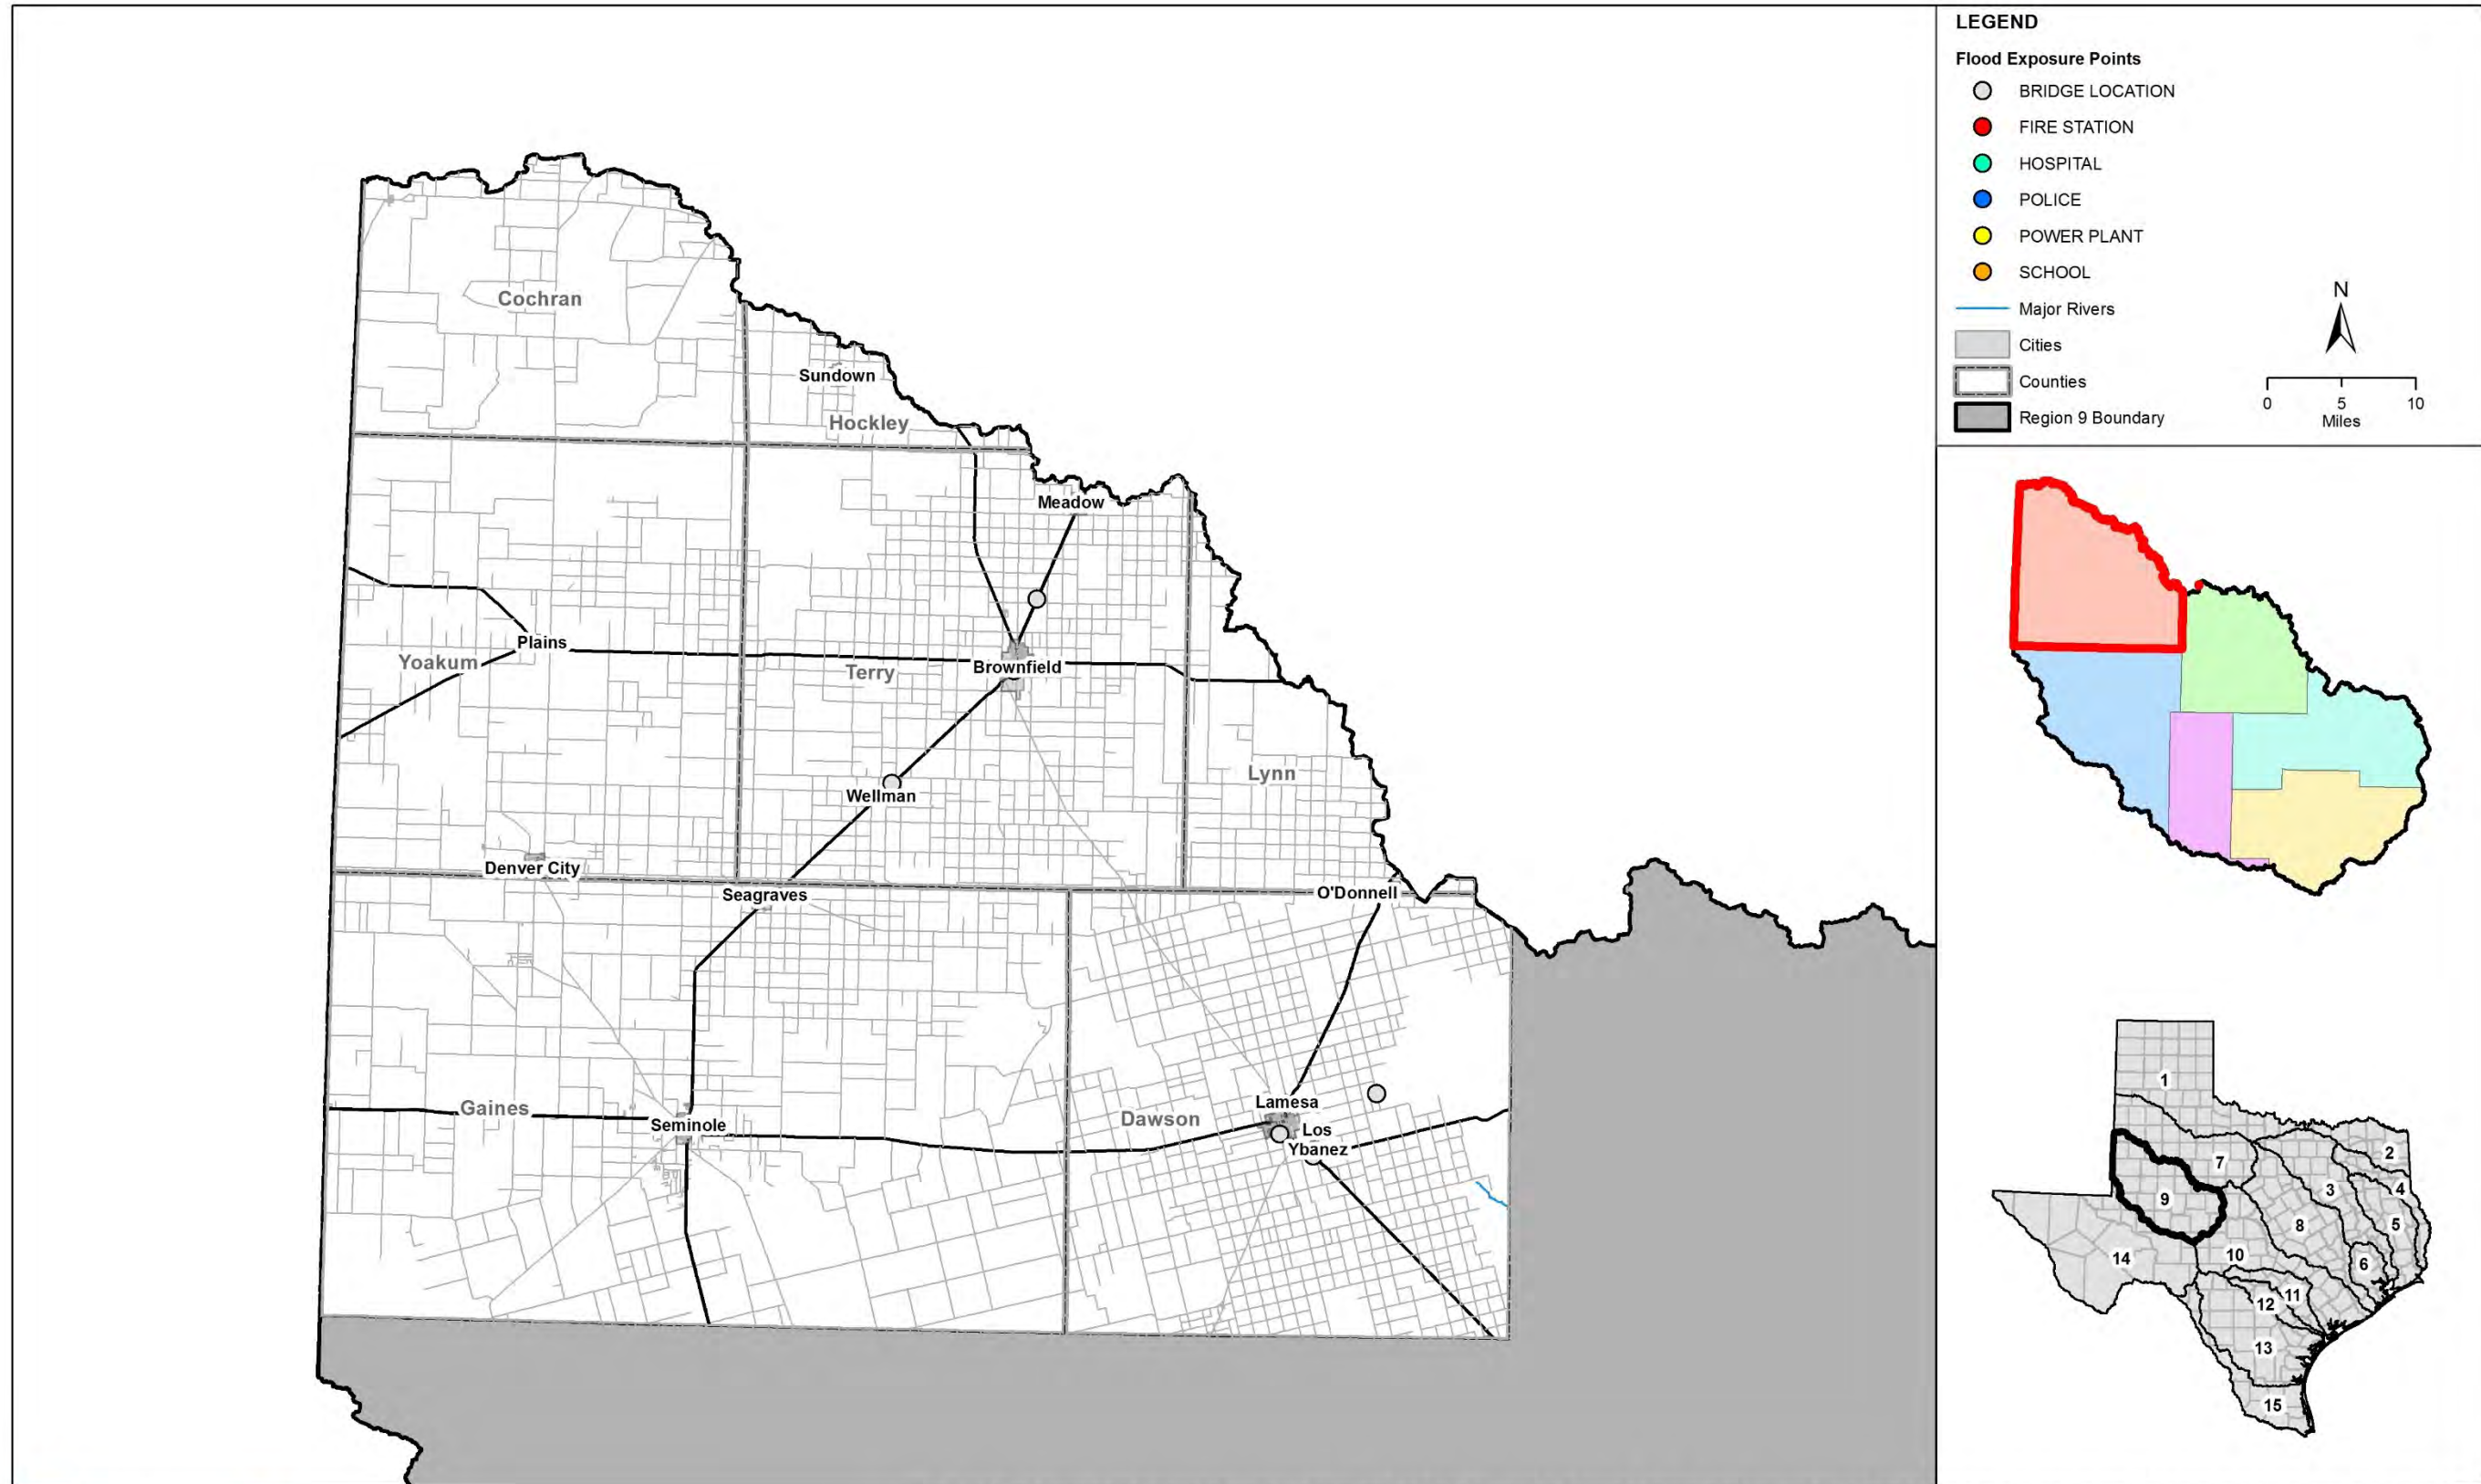 LEGEND
Flood Exposure Points
BRIDGE LOCATION
FIRE STATION
HOSPITAL
POLICE
POWER PLANT
SCHOOL
Major Rivers
Cities
Counties
Region 9 Boundary
N
0 5 10
Miles
Cochran
Sundown
Hockley
Meadow
Plains
Yoakum
Terry
Brownfield
Lynn
Wellman
Denver City
Seagraves
O'Donnell
Gaines
Seminole
Dawson
Lamesa
Los
Ybanez
1
2
7
3
4
9
8
5
10
14
6
11
12
13
15